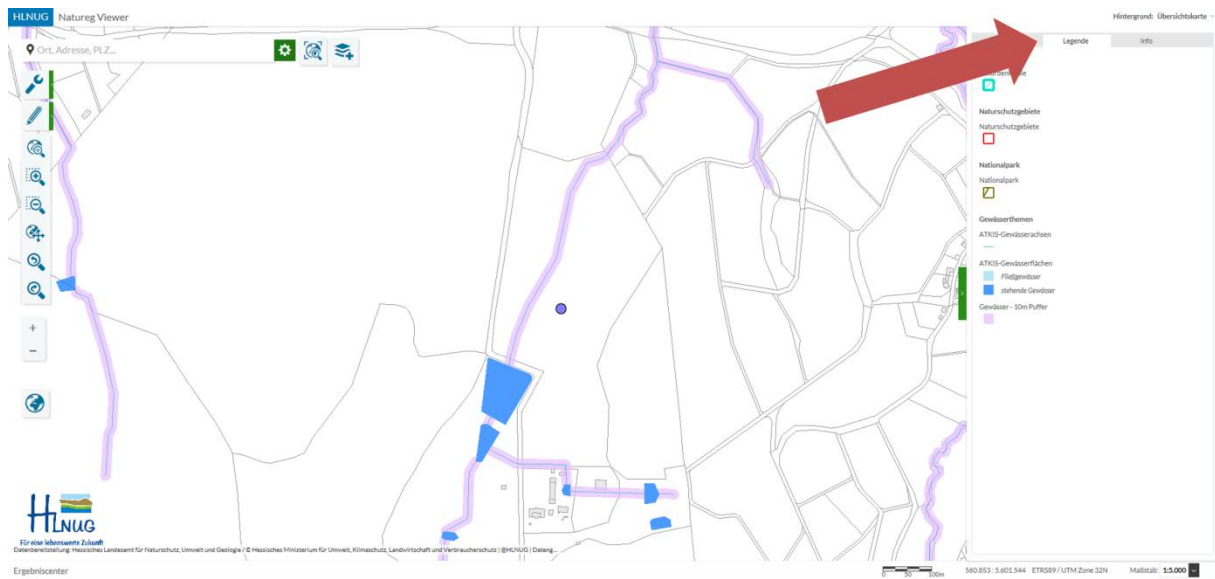 HLNUG Natureg Viewer
Hintergrund: Übersichtskarte
Ort, Adresse, PLZ...
Legende Info
Naturschutzgebiete
Naturschutzgebiete
Nationalpark
Nationalpark
Gewässerthemen
ATKIS-Gewässerachsen
ATKIS-Gewässerflächen
Fließgewässer
stehende Gewässer
Gewässer - 10m Puffer
+
−
HLNUG
Für eine lebenswerte Zukunft
Datenbereitstellung: Hessisches Landesamt für Naturschutz, Umwelt und Geologie / © Hessisches Ministerium für Umwelt, Klimaschutz, Landwirtschaft und Verbraucherschutz | @HLNUG | Dateng...
Ergebniscenter
0 50 100m
560.853 : 5.601.544 ETRS89 / UTM Zone 32N Maßstab: 1:5.000